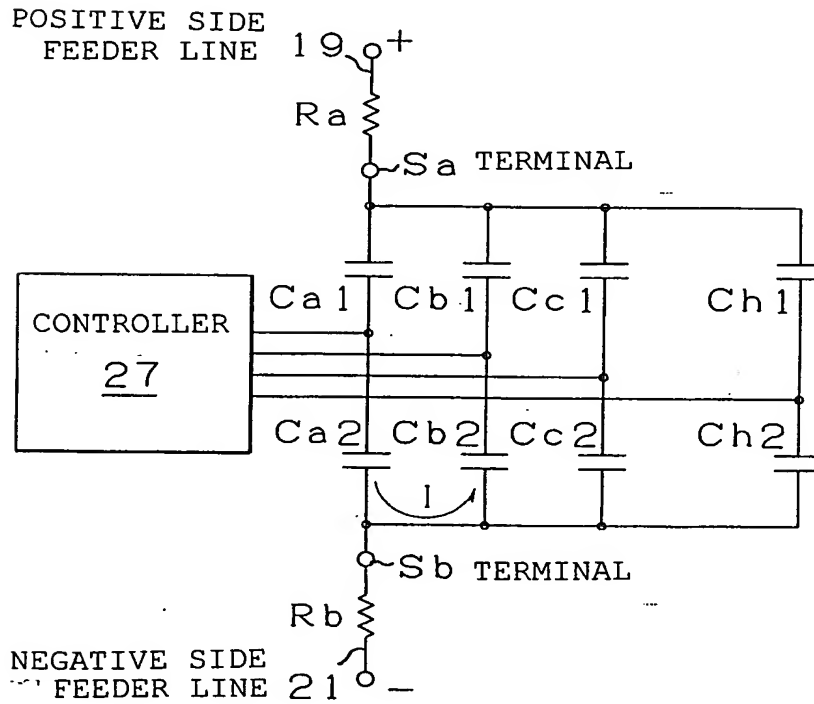 POSITIVE SIDE
FEEDER LINE 19 +
Ra
Sa TERMINAL
Ca1 Cb1 Cc1 Ch1
CONTROLLER
27
Ca2 Cb2 Cc2 Ch2
I
Sb TERMINAL
Rb
NEGATIVE SIDE
FEEDER LINE 21 -